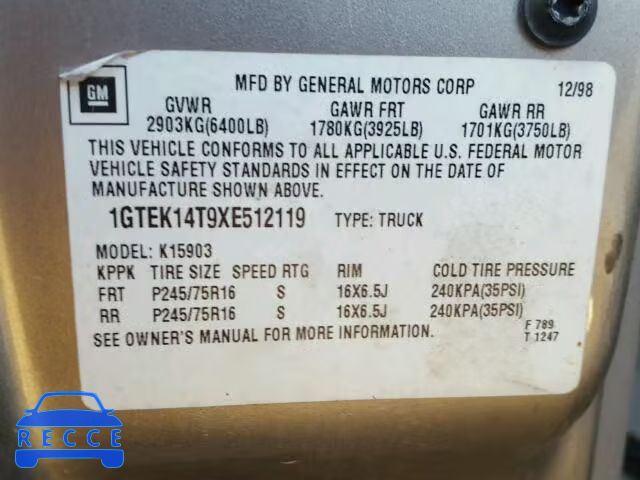 GM
MFD BY GENERAL MOTORS CORP 12/98
GVWR GAWR FRT GAWR RR
2903KG(6400LB) 1780KG(3925LB) 1701KG(3750LB)
THIS VEHICLE CONFORMS TO ALL APPLICABLE U.S. FEDERAL MOTOR
VEHICLE SAFETY STANDARDS IN EFFECT ON THE DATE OF
MANUFACTURE SHOWN ABOVE.
1GTEK14T9XE512119 TYPE: TRUCK
MODEL: K15903
KPPK TIRE SIZE SPEED RTG RIM COLD TIRE PRESSURE
FRT P245/75R16 S 16X6.5J 240KPA(35PSI)
RR P245/75R16 S 16X6.5J 240KPA(35PSI)
SEE OWNER'S MANUAL FOR MORE INFORMATION.
F 789
T 1247
RECCE